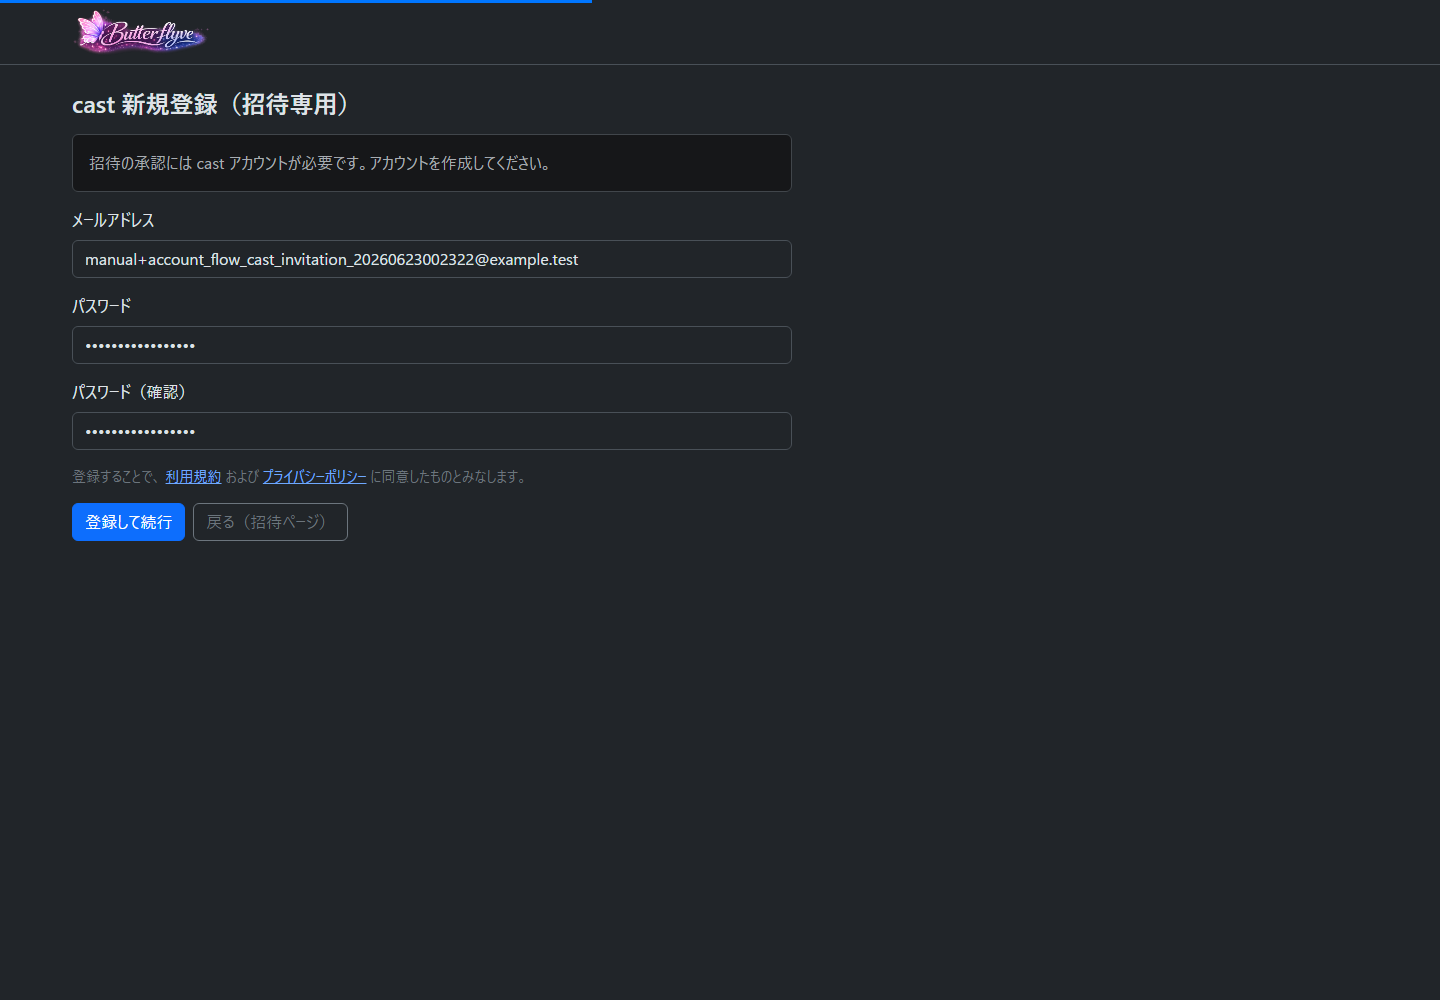 Butterflyve
cast 新規登録（招待専用）
招待の承認には cast アカウントが必要です。アカウントを作成してください。
メールアドレス
manual+account_flow_cast_invitation_20260623002322@example.test
パスワード
•••••••••••••••••
パスワード（確認）
•••••••••••••••••
登録することで、 利用規約 および プライバシーポリシー に同意したものとみなします。
登録して続行 戻る（招待ページ）